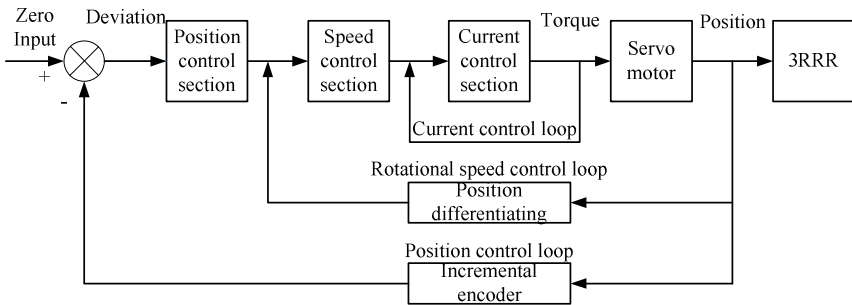 Zero
Input
Deviation
+
-
Position
control
section
Speed
control
section
Current
control
section
Torque
Servo
motor
Position
3RRR
Current control loop
Rotational speed control loop
Position
differentiating
Position control loop
Incremental
encoder